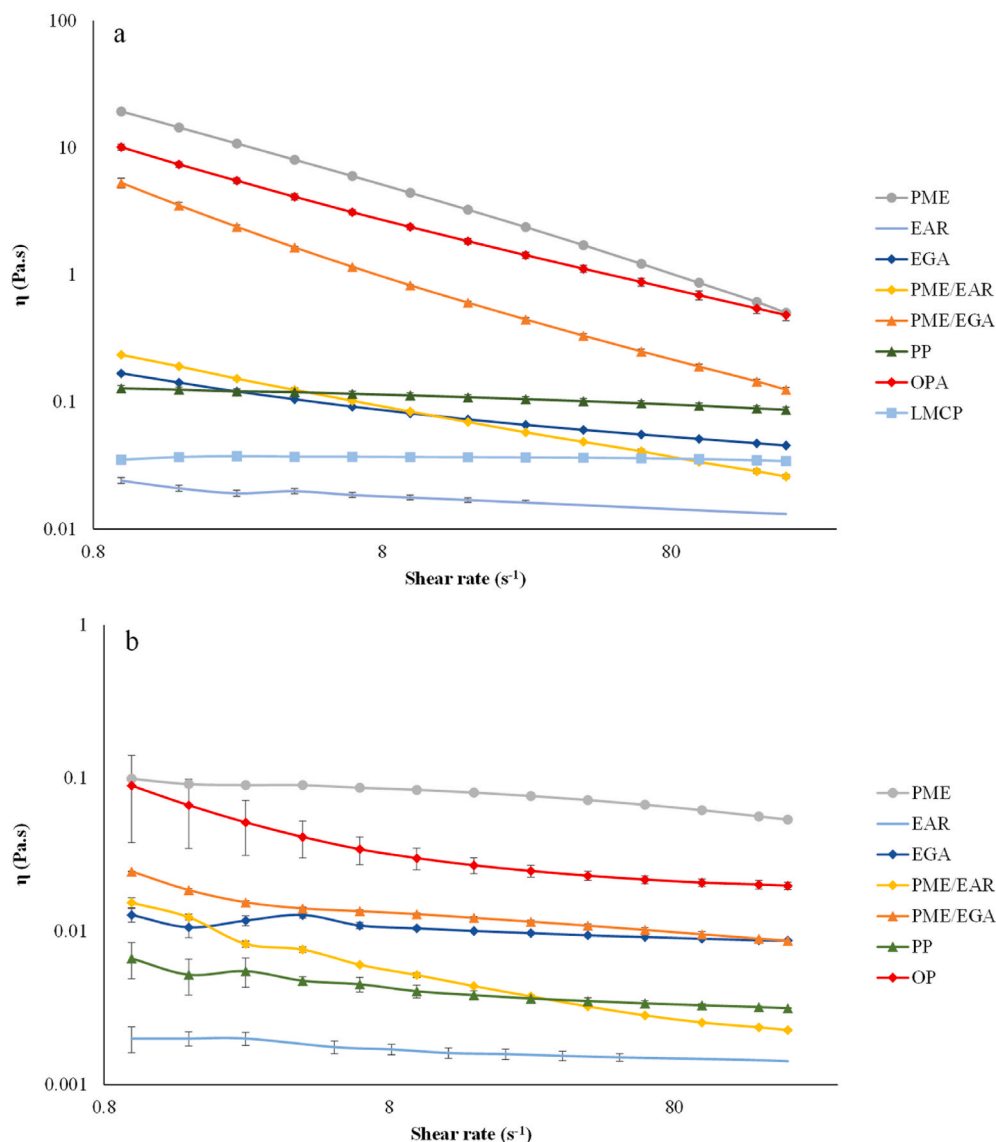 a
100
10
1
0.1
0.01
η (Pa.s)
0.8
8
80
Shear rate (s⁻¹)
PME
EAR
EGA
PME/EAR
PME/EGA
PP
OPA
LMCP
b
1
0.1
0.01
0.001
η (Pa.s)
0.8
8
80
Shear rate (s⁻¹)
PME
EAR
EGA
PME/EAR
PME/EGA
PP
OP